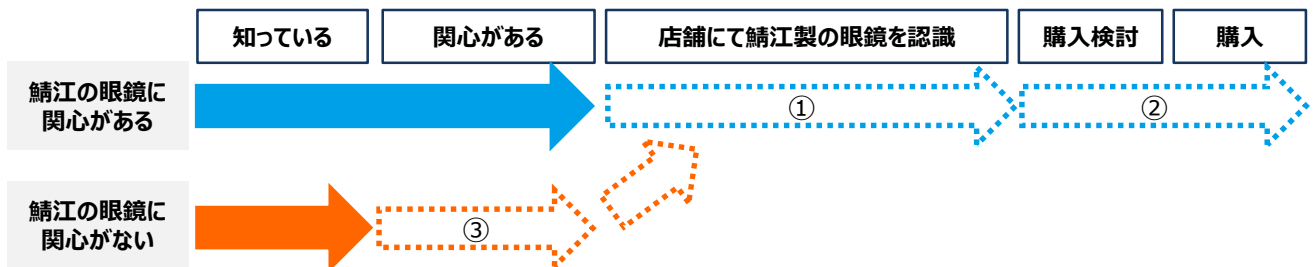 知っている
関心がある
店舗にて鯖江製の眼鏡を認識
購入検討
購入
鯖江の眼鏡に
関心がある
①
②
鯖江の眼鏡に
関心がない
③